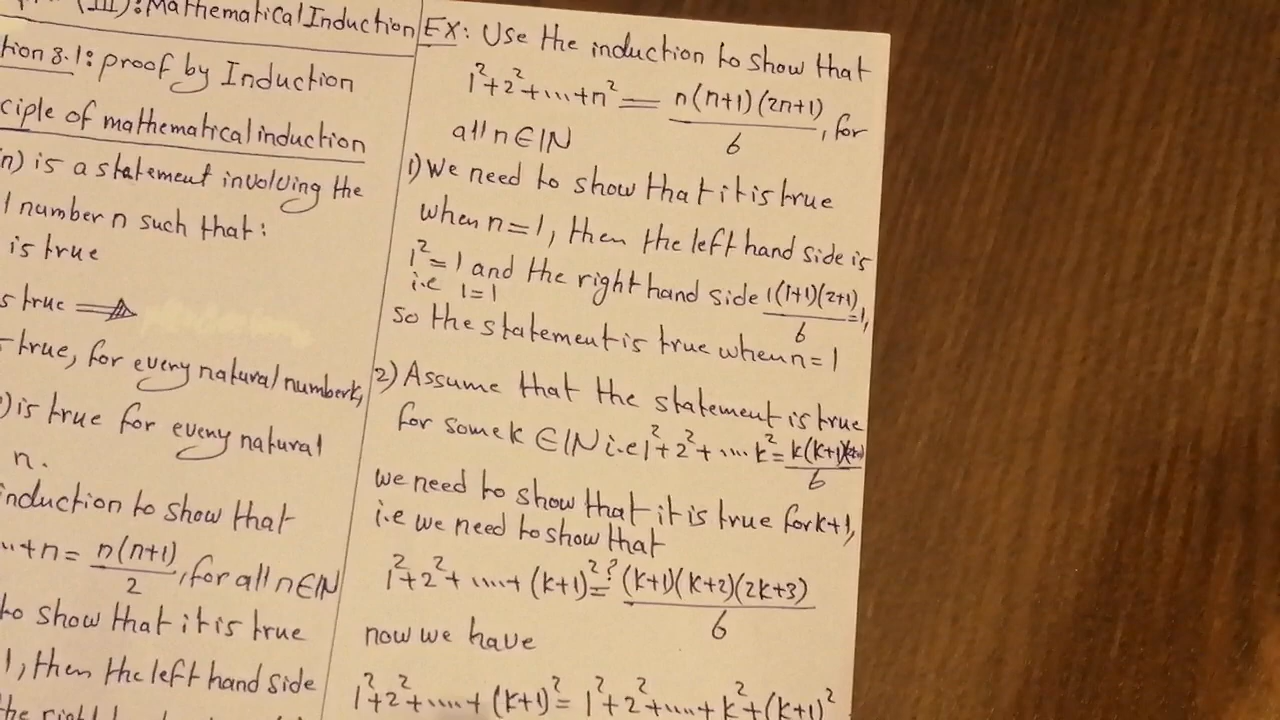 (III): Mathematical Induction
tion 3.1: proof by Induction
ciple of mathematical induction
n) is a statement involving the
l number n such that:
is true
s true ⟹
true, for every natural number k,
) is true for every natural
n.
induction to show that
...+n = n(n+1)/2, for all n∈ℕ
to show that it is true
1, then the left hand side
the right
EX: Use the induction to show that
1²+2²+....+n² = n(n+1)(2n+1)/6, for
all n∈ℕ
1) We need to show that it is true
when n=1, then the left hand side is
1²=1 and the right hand side 1(1+1)(2+1)/6=1,
i.e 1=1
so the statement is true when n=1
2) Assume that the statement is true
for some k∈ℕ i.e 1²+2²+....k²= k(k+1)/6
we need to show that it is true for k+1,
i.e we need to show that
1²+2²+.....+(k+1)² ?= (k+1)(k+2)(2k+3)/6
now we have
1²+2²+.....+(k+1)²= 1²+2²+.....+k²+(k+1)²